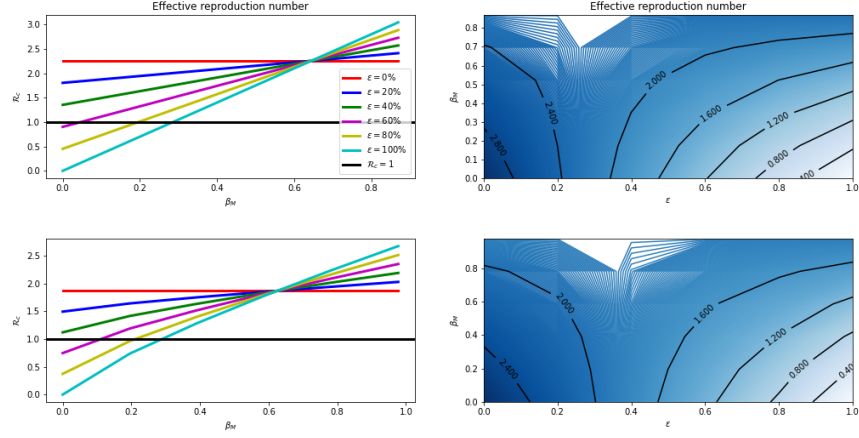 Effective reproduction number
3.0
2.5
2.0
1.5
1.0
0.5
0.0
ℛc
ε = 0%
ε = 20%
ε = 40%
ε = 60%
ε = 80%
ε = 100%
ℛc = 1
0.0 0.2 0.4 0.6 0.8
βM
Effective reproduction number
0.8
0.7
0.6
0.5
0.4
0.3
0.2
0.1
0.0
βM
2.800
2.400
2.000
1.600
1.200
0.800
0.0 0.2 0.4 0.6 0.8 1.0
ε
2.5
2.0
1.5
1.0
0.5
0.0
ℛc
0.0 0.2 0.4 0.6 0.8 1.0
βM
0.8
0.6
0.4
0.2
0.0
βM
2.400
2.000
1.600
1.200
0.800
0.0 0.2 0.4 0.6 0.8 1.0
ε